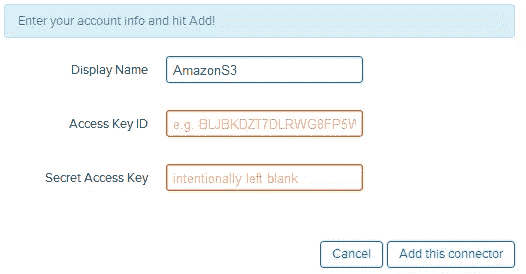 Enter your account info and hit Add!
Display Name
AmazonS3
Access Key ID
e.g. BLJBKDZT7DLRWG8FP5V
Secret Access Key
intentionally left blank
Cancel
Add this connector